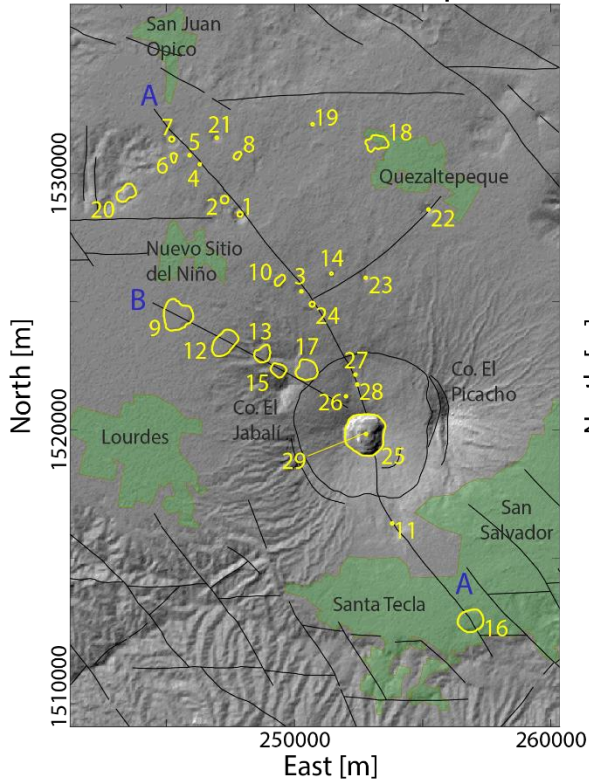 San Juan
Opico
A
7
5
21
8
19
18
6
4
Quezaltepeque
20
2
1
22
1530000
Nuevo Sitio
del Niño
14
10
3
23
B
24
9
12
13
17
27
Co. El
Picacho
15
28
26
Co. El
Jabalí
North [m]
1520000
Lourdes
29
25
San
Salvador
11
A
Santa Tecla
16
1510000
250000
260000
East [m]